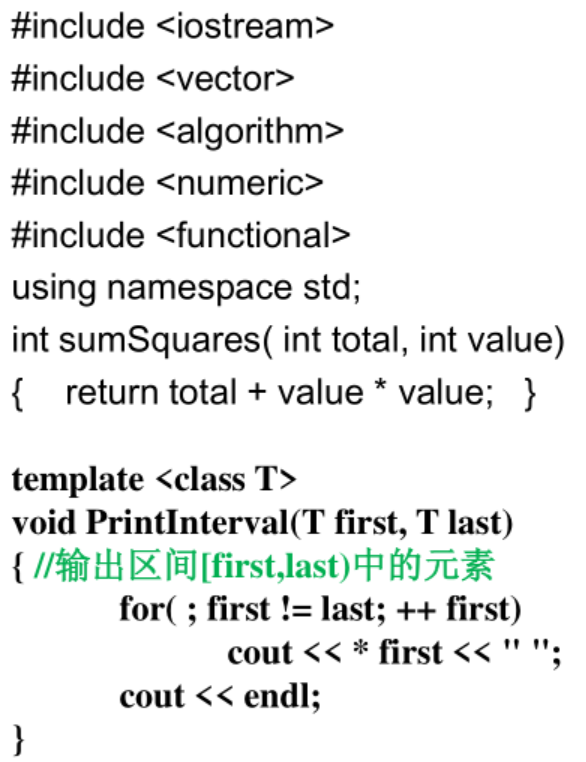 #include <iostream>
#include <vector>
#include <algorithm>
#include <numeric>
#include <functional>
using namespace std;
int sumSquares( int total, int value)
{ return total + value * value; }
template <class T>
void PrintInterval(T first, T last)
{ //输出区间[first,last)中的元素
for( ; first != last; ++ first)
cout << * first << " ";
cout << endl;
}